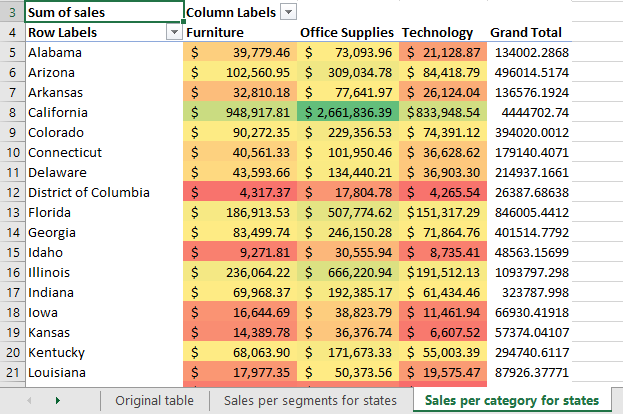 3 Sum of sales Column Labels
4 Row Labels Furniture Office Supplies Technology Grand Total
5 Alabama $ 39,779.46 $ 73,093.96 $ 21,128.87 134002.2868
6 Arizona $ 102,560.95 $ 309,034.78 $ 84,418.79 496014.5174
7 Arkansas $ 32,810.18 $ 77,641.97 $ 26,124.04 136576.1924
8 California $ 948,917.81 $ 2,661,836.39 $833,948.54 4444702.74
9 Colorado $ 90,272.35 $ 229,356.53 $ 74,391.12 394020.0012
10 Connecticut $ 40,561.33 $ 101,950.46 $ 36,628.62 179140.4071
11 Delaware $ 43,593.66 $ 134,440.21 $ 36,903.30 214937.1661
12 District of Columbia $ 4,317.37 $ 17,804.78 $ 4,265.54 26387.68638
13 Florida $ 186,913.53 $ 507,774.62 $151,317.29 846005.4412
14 Georgia $ 83,499.74 $ 246,150.28 $ 71,864.76 401514.7792
15 Idaho $ 9,271.81 $ 30,555.94 $ 8,735.41 48563.15699
16 Illinois $ 236,064.22 $ 666,220.94 $191,512.13 1093797.298
17 Indiana $ 69,968.37 $ 192,385.17 $ 61,434.46 323787.998
18 Iowa $ 16,644.69 $ 38,823.79 $ 11,461.94 66930.41918
19 Kansas $ 14,389.78 $ 36,376.74 $ 6,607.52 57374.04107
20 Kentucky $ 68,063.90 $ 171,673.33 $ 55,003.39 294740.6117
21 Louisiana $ 17,977.35 $ 50,373.56 $ 19,575.47 87926.37771
Original table Sales per segments for states Sales per category for states